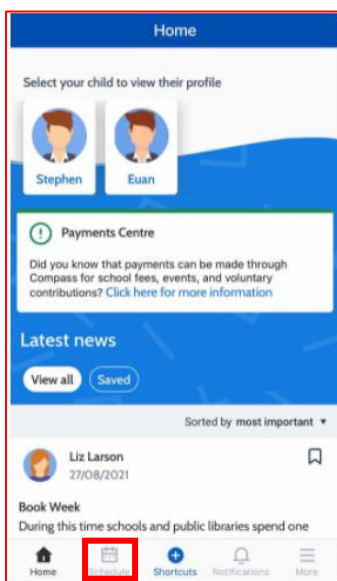 Home
Select your child to view their profile
Stephen
Euan
Payments Centre
Did you know that payments can be made through
Compass for school fees, events, and voluntary
contributions? Click here for more information
Latest news
View all
Saved
Sorted by most important
Liz Larson
27/08/2021
Book Week
During this time schools and public libraries spend one
Home
Schedule
Shortcuts
Notifications
More